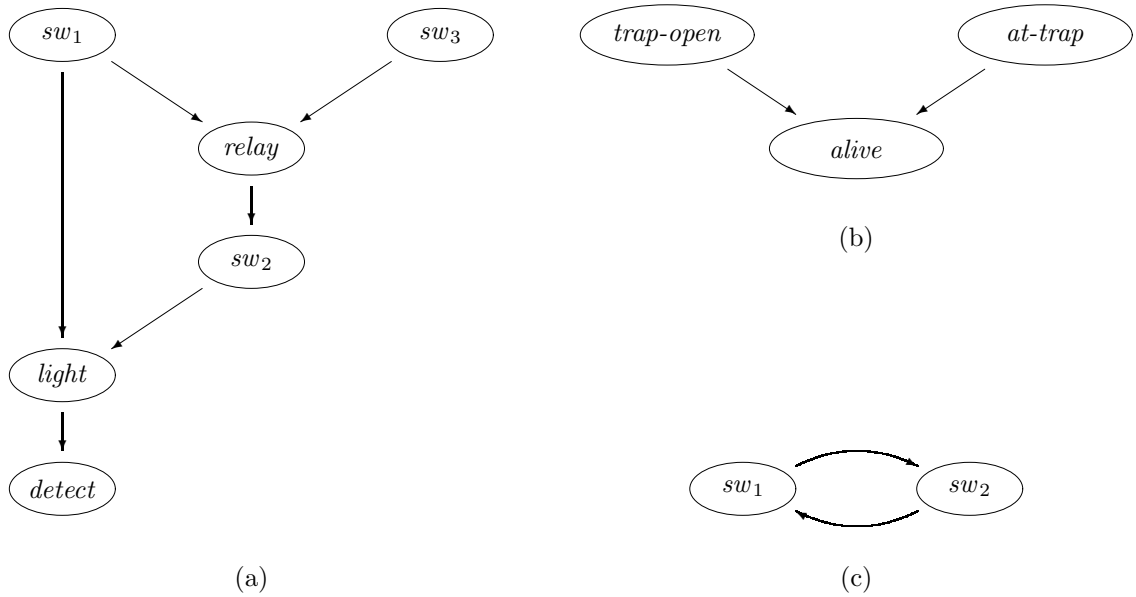 sw₁
sw₃
relay
sw₂
light
detect
(a)
trap-open
at-trap
alive
(b)
sw₁
sw₂
(c)